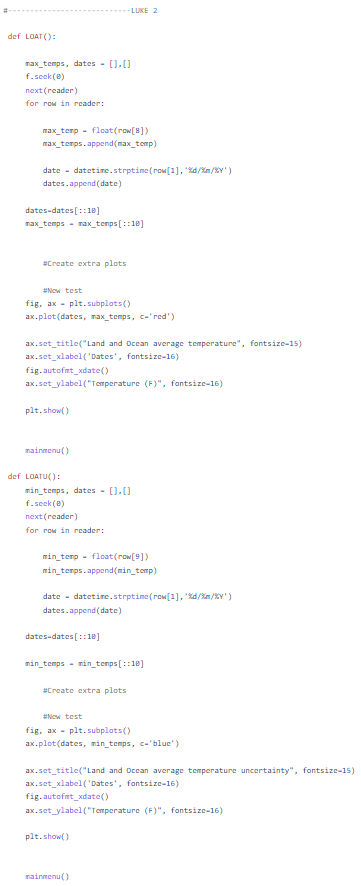 #----------------------------LUKE 2
def LOAT():
max_temps, dates = [],[]
f.seek(0)
next(reader)
for row in reader:
max_temp = float(row[8])
max_temps.append(max_temp)
date = datetime.strptime(row[1],'%d/%m/%Y')
dates.append(date)
dates=dates[::10]
max_temps = max_temps[::10]
#Create extra plots
#New test
fig, ax = plt.subplots()
ax.plot(dates, max_temps, c='red')
ax.set_title("Land and Ocean average temperature", fontsize=15)
ax.set_xlabel('Dates', fontsize=16)
fig.autofmt_xdate()
ax.set_ylabel("Temperature (F)", fontsize=16)
plt.show()
mainmenu()
def LOATU():
min_temps, dates = [],[]
f.seek(0)
next(reader)
for row in reader:
min_temp = float(row[9])
min_temps.append(min_temp)
date = datetime.strptime(row[1],'%d/%m/%Y')
dates.append(date)
dates=dates[::10]
min_temps = min_temps[::10]
#Create extra plots
#New test
fig, ax = plt.subplots()
ax.plot(dates, min_temps, c='blue')
ax.set_title("Land and Ocean average temperature uncertainty", fontsize=15)
ax.set_xlabel('Dates', fontsize=16)
fig.autofmt_xdate()
ax.set_ylabel("Temperature (F)", fontsize=16)
plt.show()
mainmenu()